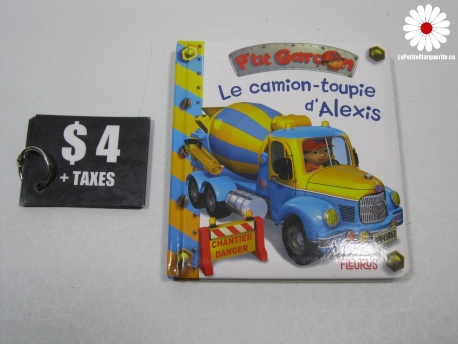 LaPetiteMarguerite.ca
P'tit Garçon
Le camion-toupie
d'Alexis
$ 4
+ TAXES
CHANTIER
DANGER
FLEURUS